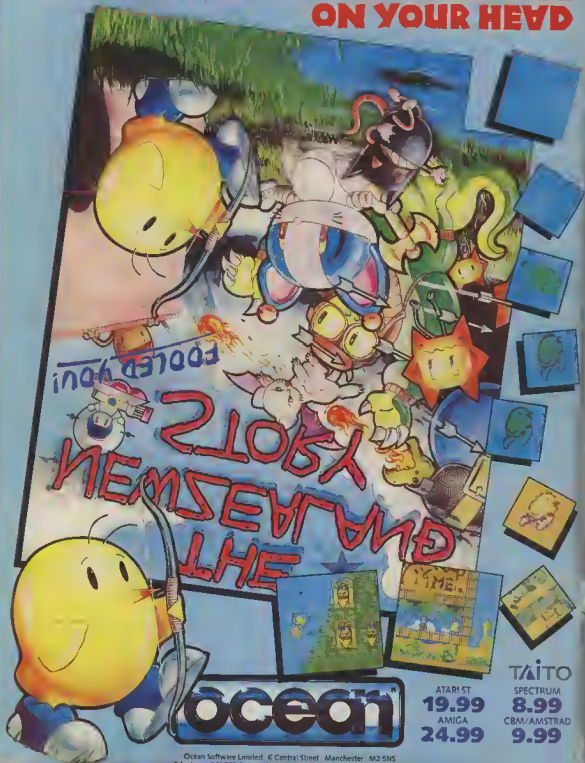 ON YOUR HEAD
THE
NEWZEALAND
STORY
FOOLED YOU!
TYME.
ocean
TAITO
ATARI ST
19.99
AMIGA
24.99
SPECTRUM
8.99
CBM/AMSTRAD
9.99
Ocean Software Limited 6 Central Street Manchester M2 5NS